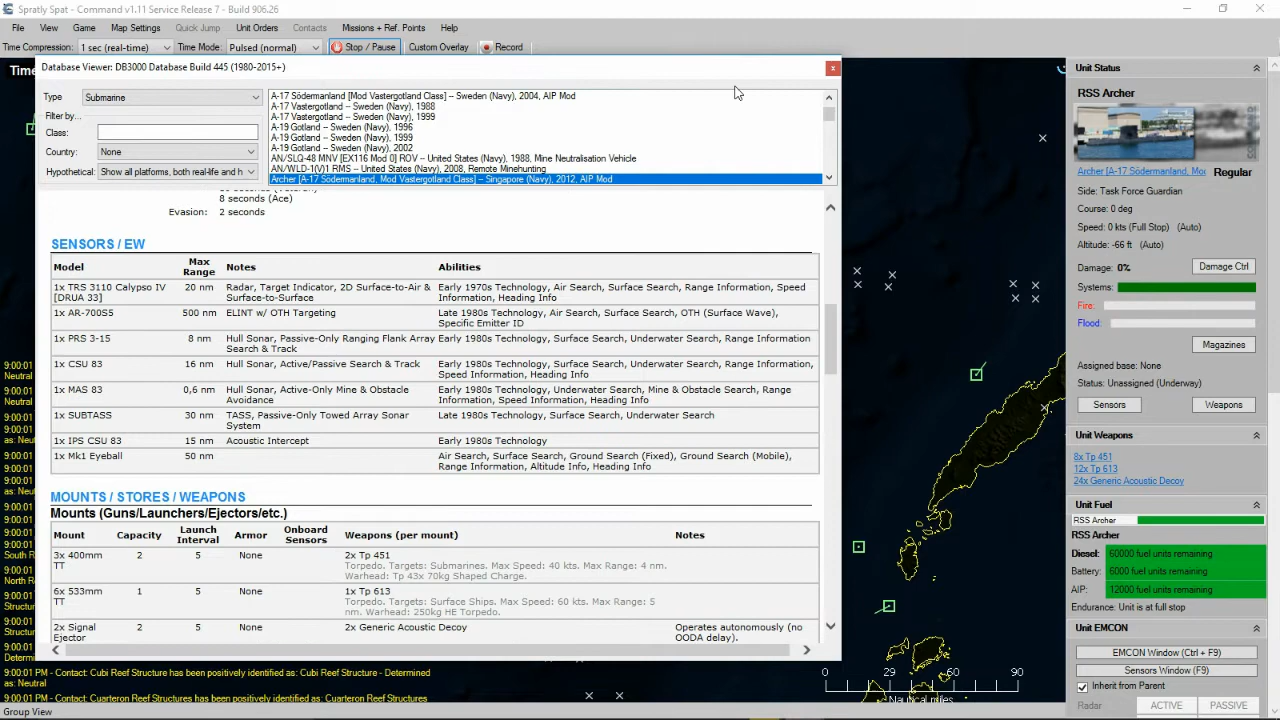 Spratly Spat - Command v1.11 Service Release 7 - Build 906.26
File View Game Map Settings Quick Jump Unit Orders Contacts Missions + Ref. Points Help
Time Compression: 1 sec (real-time) Time Mode: Pulsed (normal) Stop / Pause Custom Overlay Record
Time
Database Viewer: DB3000 Database Build 445 (1980-2015+)
Type Submarine
Filter by...
Class:
Country: None
Hypothetical: Show all platforms, both real-life and h
A-17 Södermanland [Mod Vastergotland Class] -- Sweden (Navy), 2004, AIP Mod
A-17 Vastergotland -- Sweden (Navy), 1988
A-17 Vastergotland -- Sweden (Navy), 1999
A-19 Gotland -- Sweden (Navy), 1996
A-19 Gotland -- Sweden (Navy), 1999
A-19 Gotland -- Sweden (Navy), 2002
AN/SLQ-48 MNV [EX116 Mod 0] ROV -- United States (Navy), 1988, Mine Neutralisation Vehicle
AN/WLD-1(V)1 RMS -- United States (Navy), 2008, Remote Minehunting
Archer [A-17 Södemanland, Mod Vastergotland Class] -- Singapore (Navy), 2012, AIP Mod
8 seconds (Ace)
Evasion: 2 seconds
SENSORS / EW
Model Max Range Notes Abilities
1x TRS 3110 Calypso IV [DRUA 33] 20 nm Radar, Target Indicator, 2D Surface-to-Air & Surface-to-Surface Early 1970s Technology, Air Search, Surface Search, Range Information, Speed Information, Heading Info
1x AR-700S5 500 nm ELINT w/ OTH Targeting Late 1980s Technology, Air Search, Surface Search, OTH (Surface Wave), Specific Emitter ID
1x PRS 3-15 8 nm Hull Sonar, Passive-Only Ranging Flank Array Search & Track Early 1980s Technology, Surface Search, Underwater Search, Range Information
1x CSU 83 16 nm Hull Sonar, Active/Passive Search & Track Early 1980s Technology, Surface Search, Underwater Search, Range Information, Speed Information, Heading Info
1x MAS 83 0,6 nm Hull Sonar, Active-Only Mine & Obstacle Avoidance Early 1980s Technology, Underwater Search, Mine & Obstacle Search, Range Information, Speed Information, Heading Info
1x SUBTASS 30 nm TASS, Passive-Only Towed Array Sonar System Late 1980s Technology, Surface Search, Underwater Search
1x IPS CSU 83 15 nm Acoustic Intercept Early 1980s Technology
1x Mk1 Eyeball 50 nm Air Search, Surface Search, Ground Search (Fixed), Ground Search (Mobile), Range Information, Altitude Info, Heading Info
MOUNTS / STORES / WEAPONS
Mounts (Guns/Launchers/Ejectors/etc.)
Mount Capacity Launch Interval Armor Onboard Sensors Weapons (per mount) Notes
3x 400mm TT 2 5 None 2x Tp 451
Torpedo. Targets: Submarines. Max Speed: 40 kts. Max Range: 4 nm.
Warhead: Tp 43x 70kg Shaped Charge.
6x 533mm TT 1 5 None 1x Tp 613
Torpedo. Targets: Surface Ships. Max Speed: 60 kts. Max Range: 5
nm. Warhead: 250kg HE Torpedo.
2x Signal Ejector 2 5 None 2x Generic Acoustic Decoy Operates autonomously (no OODA delay).
9:00:01
Neutral
9:00:01 PM - Contact: Cubi Reef Structure has been positively identified as: Cubi Reef Structure - Determined
as: Neutral
9:00:01 PM - Contact: Cuarteron Reef Structures has been positively identified as: Cuarteron Reef Structures
Group View
0 29 60 90
Nautical miles
Unit Status
RSS Archer
Archer [A-17 Södemanland, Mod Regular
Side: Task Force Guardian
Course: 0 deg
Speed: 0 kts (Full Stop) (Auto)
Altitude: -66 ft (Auto)
Damage: 0% Damage Ctrl
Systems:
Fire:
Flood:
Magazines
Assigned base: None
Status: Unassigned (Underway)
Sensors Weapons
Unit Weapons
8x Tp 451
12x Tp 613
24x Generic Acoustic Decoy
Unit Fuel
RSS Archer
RSS Archer
Diesel: 60000 fuel units remaining
Battery: 6000 fuel units remaining
AIP: 12000 fuel units remaining
Endurance: Unit is at full stop
Unit EMCON
EMCON Window (Ctrl + F9)
Sensors Window (F9)
Inherit from Parent
Radar ACTIVE PASSIVE